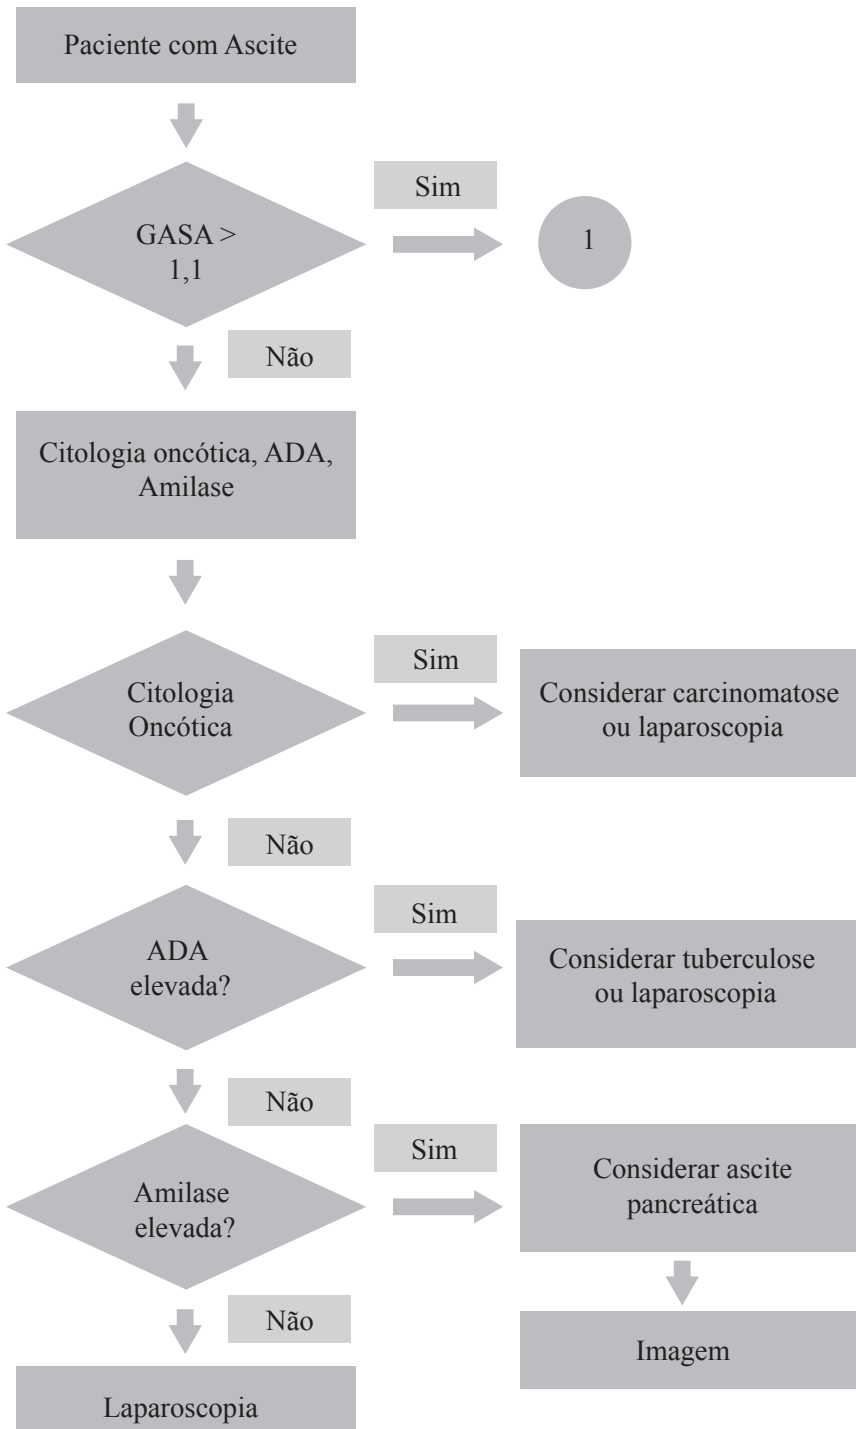 Paciente com Ascite
Sim
GASA >
1,1
1
Não
Citologia oncótica, ADA,
Amilase
Sim
Citologia
Oncótica
Considerar carcinomatose
ou laparoscopia
Não
Sim
ADA
elevada?
Considerar tuberculose
ou laparoscopia
Não
Sim
Amilase
elevada?
Considerar ascite
pancreática
Não
Imagem
Laparoscopia